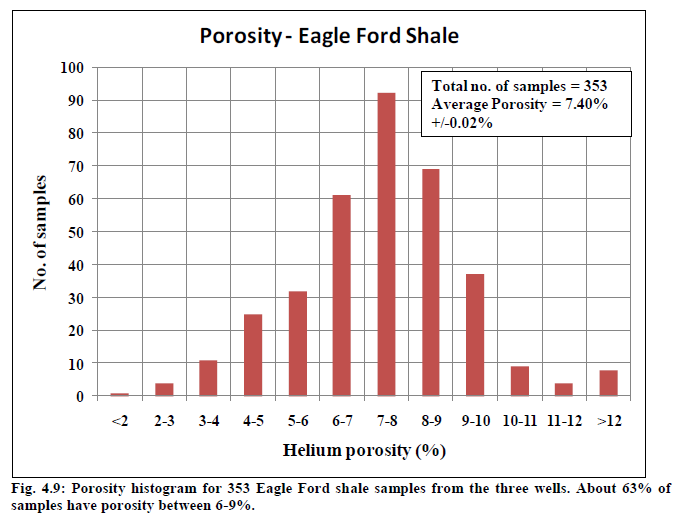 Porosity - Eagle Ford Shale
Total no. of samples = 353
Average Porosity = 7.40%
+/-0.02%
No. of samples
100
90
80
70
60
50
40
30
20
10
0
<2 2-3 3-4 4-5 5-6 6-7 7-8 8-9 9-10 10-11 11-12 >12
Helium porosity (%)
Fig. 4.9: Porosity histogram for 353 Eagle Ford shale samples from the three wells. About 63% of
samples have porosity between 6-9%.